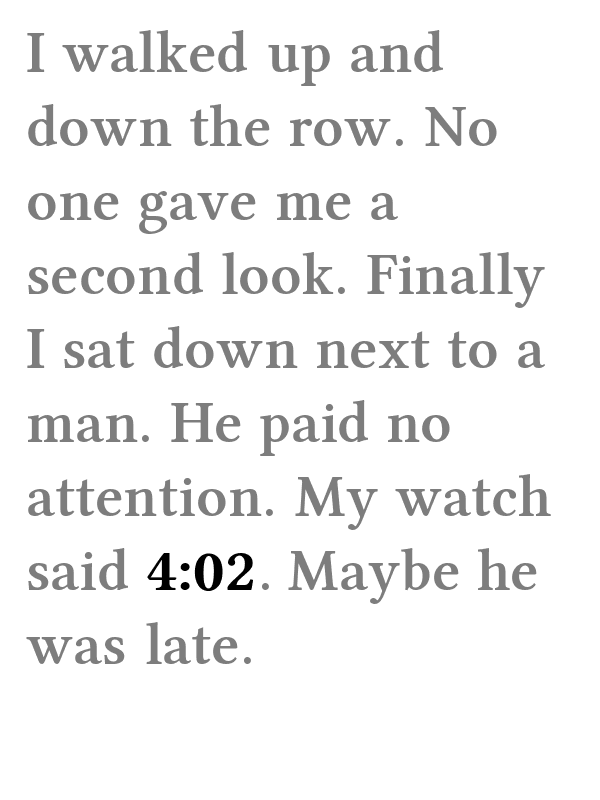 I walked up and
down the row. No
one gave me a
second look. Finally
I sat down next to a
man. He paid no
attention. My watch
said 4:02. Maybe he
was late.